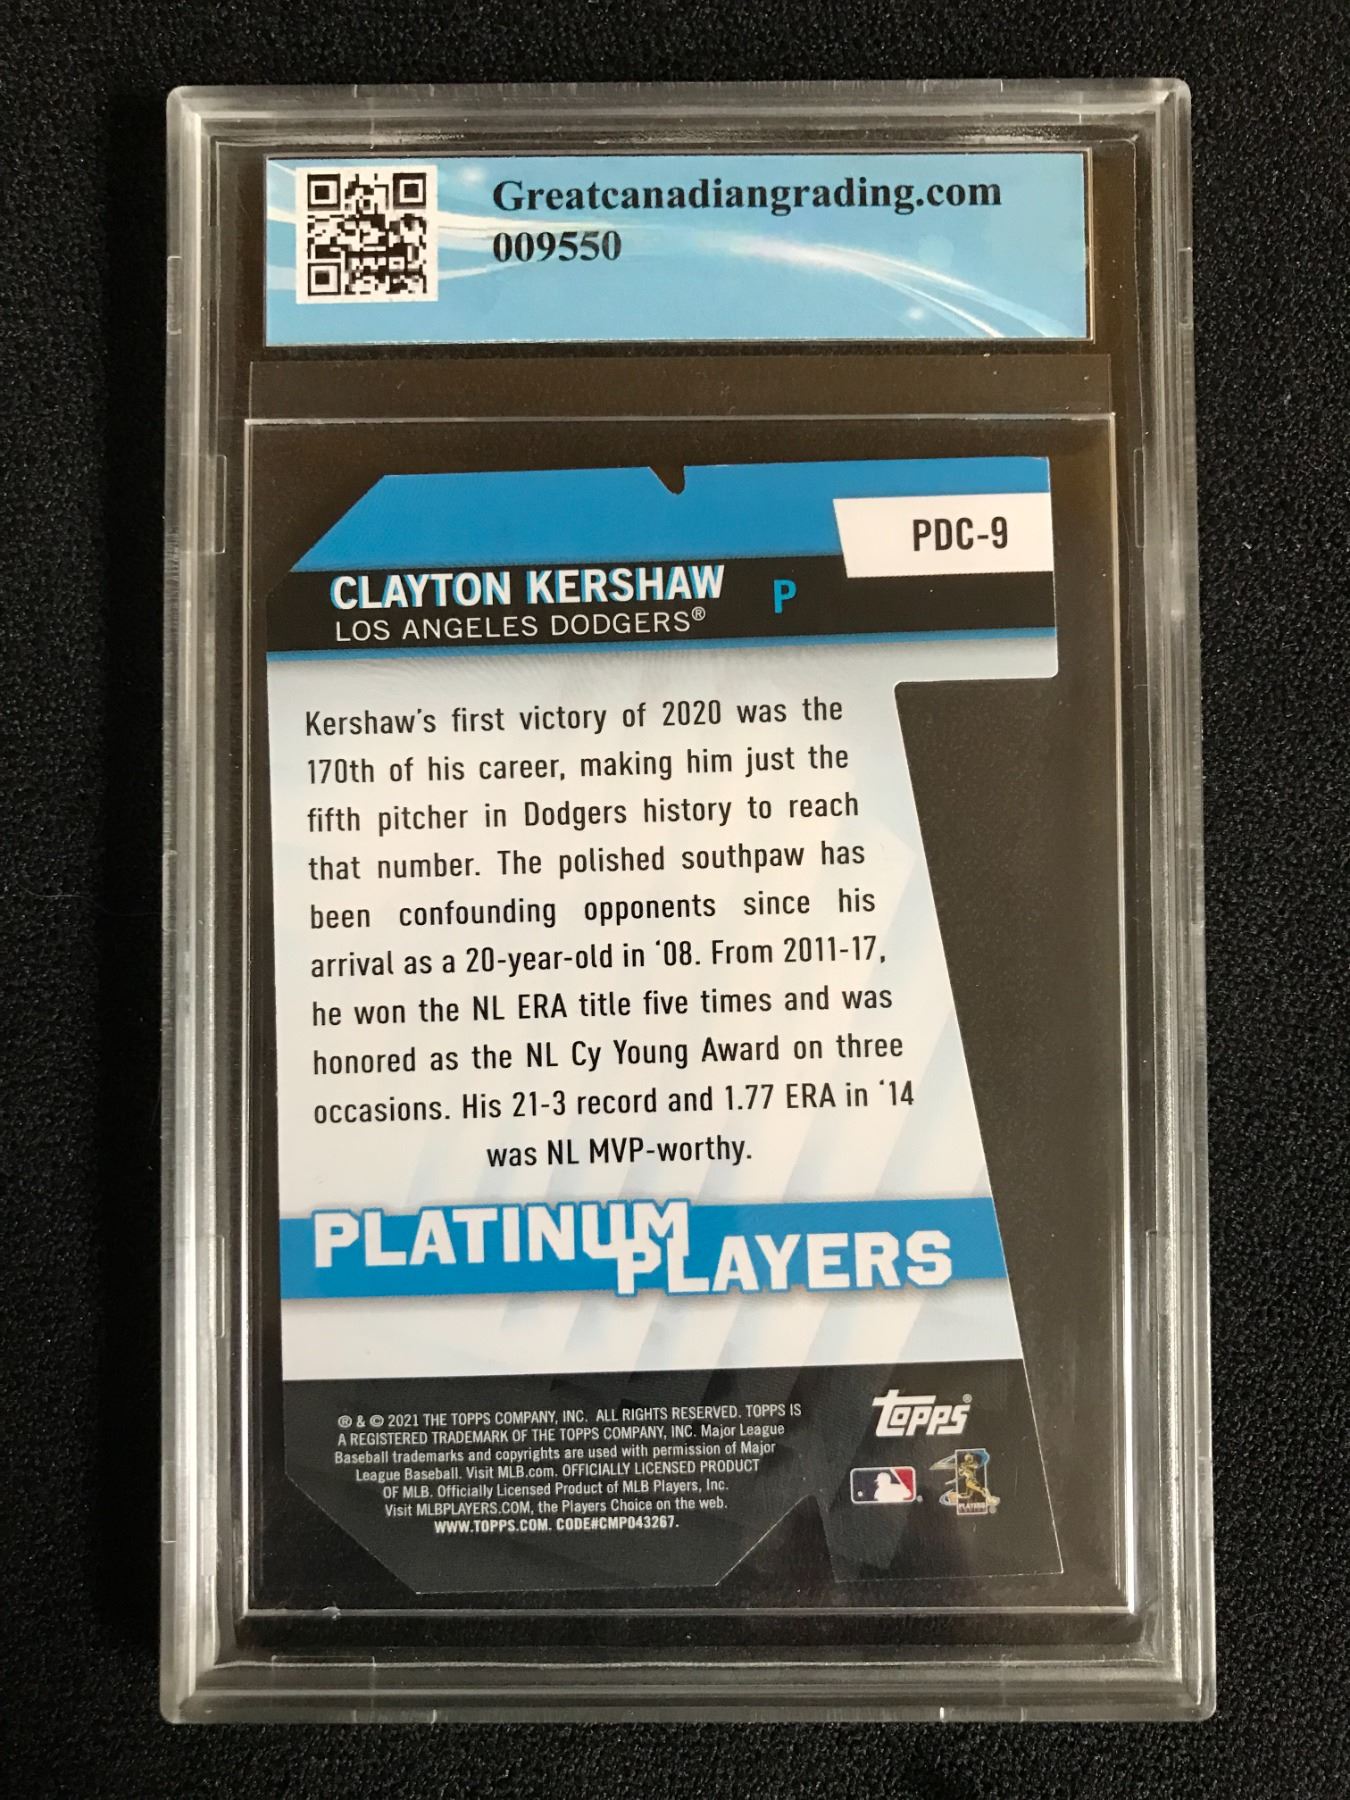 Greatcanadiangrading.com
009550
PDC-9
CLAYTON KERSHAW P
LOS ANGELES DODGERS®
Kershaw's first victory of 2020 was the
170th of his career, making him just the
fifth pitcher in Dodgers history to reach
that number. The polished southpaw has
been confounding opponents since his
arrival as a 20-year-old in '08. From 2011-17,
he won the NL ERA title five times and was
honored as the NL Cy Young Award on three
occasions. His 21-3 record and 1.77 ERA in '14
was NL MVP-worthy.
PLATINUM
PLAYERS
® & © 2021 THE TOPPS COMPANY, INC. ALL RIGHTS RESERVED. TOPPS IS
A REGISTERED TRADEMARK OF THE TOPPS COMPANY, INC. Major League
Baseball trademarks and copyrights are used with permission of Major
League Baseball. Visit MLB.com. OFFICIALLY LICENSED PRODUCT
OF MLB. Officially Licensed Product of MLB Players, Inc.
Visit MLBPLAYERS.COM, the Players Choice on the web.
WWW.TOPPS.COM. CODE#CMP043267.
Topps®
PLAYERS